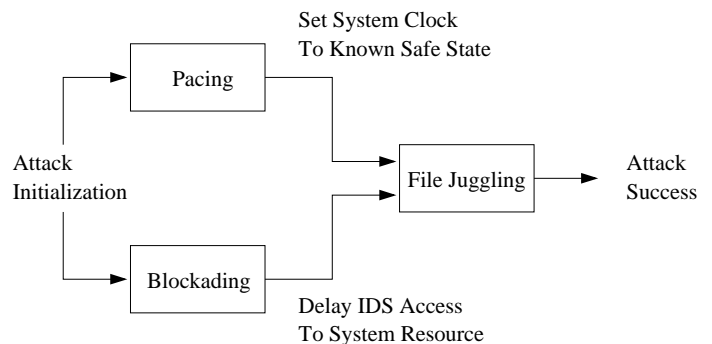 Set System Clock
To Known Safe State
Pacing
Attack
Initialization
File Juggling
Attack
Success
Blockading
Delay IDS Access
To System Resource